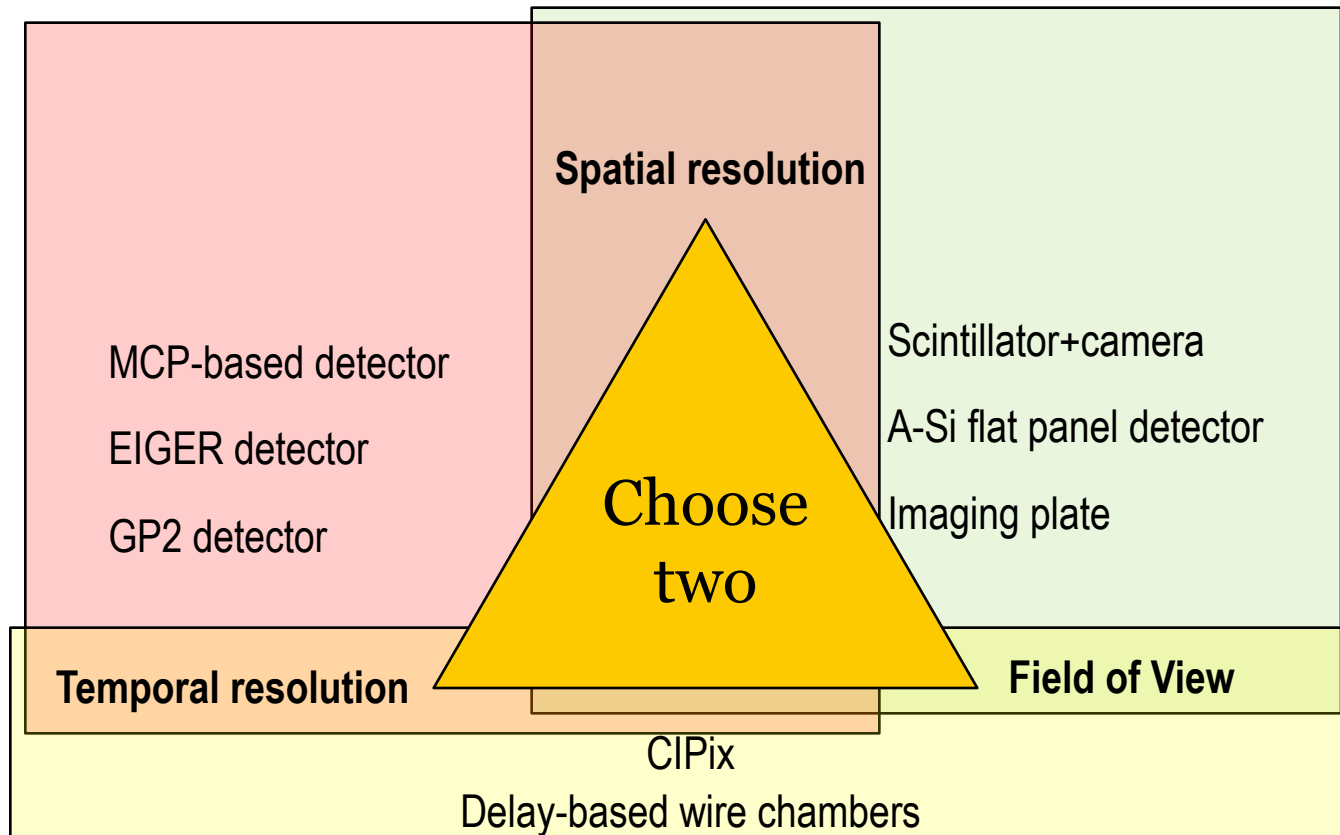 Spatial resolution
MCP-based detector
EIGER detector
GP2 detector
Scintillator+camera
A-Si flat panel detector
Imaging plate
Choose
two
Temporal resolution
Field of View
CIPix
Delay-based wire chambers